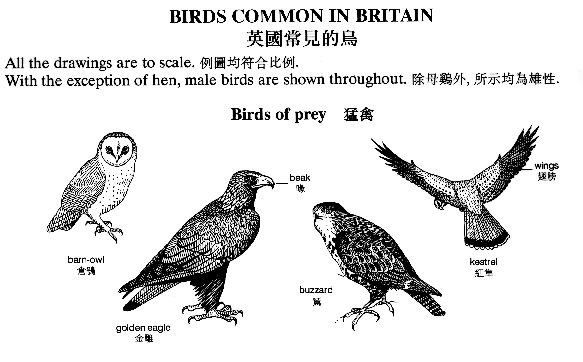 BIRDS COMMON IN BRITAIN
英國常見的鳥
All the drawings are to scale. 例圖均符合比例.
With the exception of hen, male birds are shown throughout. 除母鷄外, 所示均為雄性.
Birds of prey 猛禽
beak
喙
wings
翅膀
barn-owl
倉鴞
buzzard
kestrel
紅隼
golden eagle
金雕